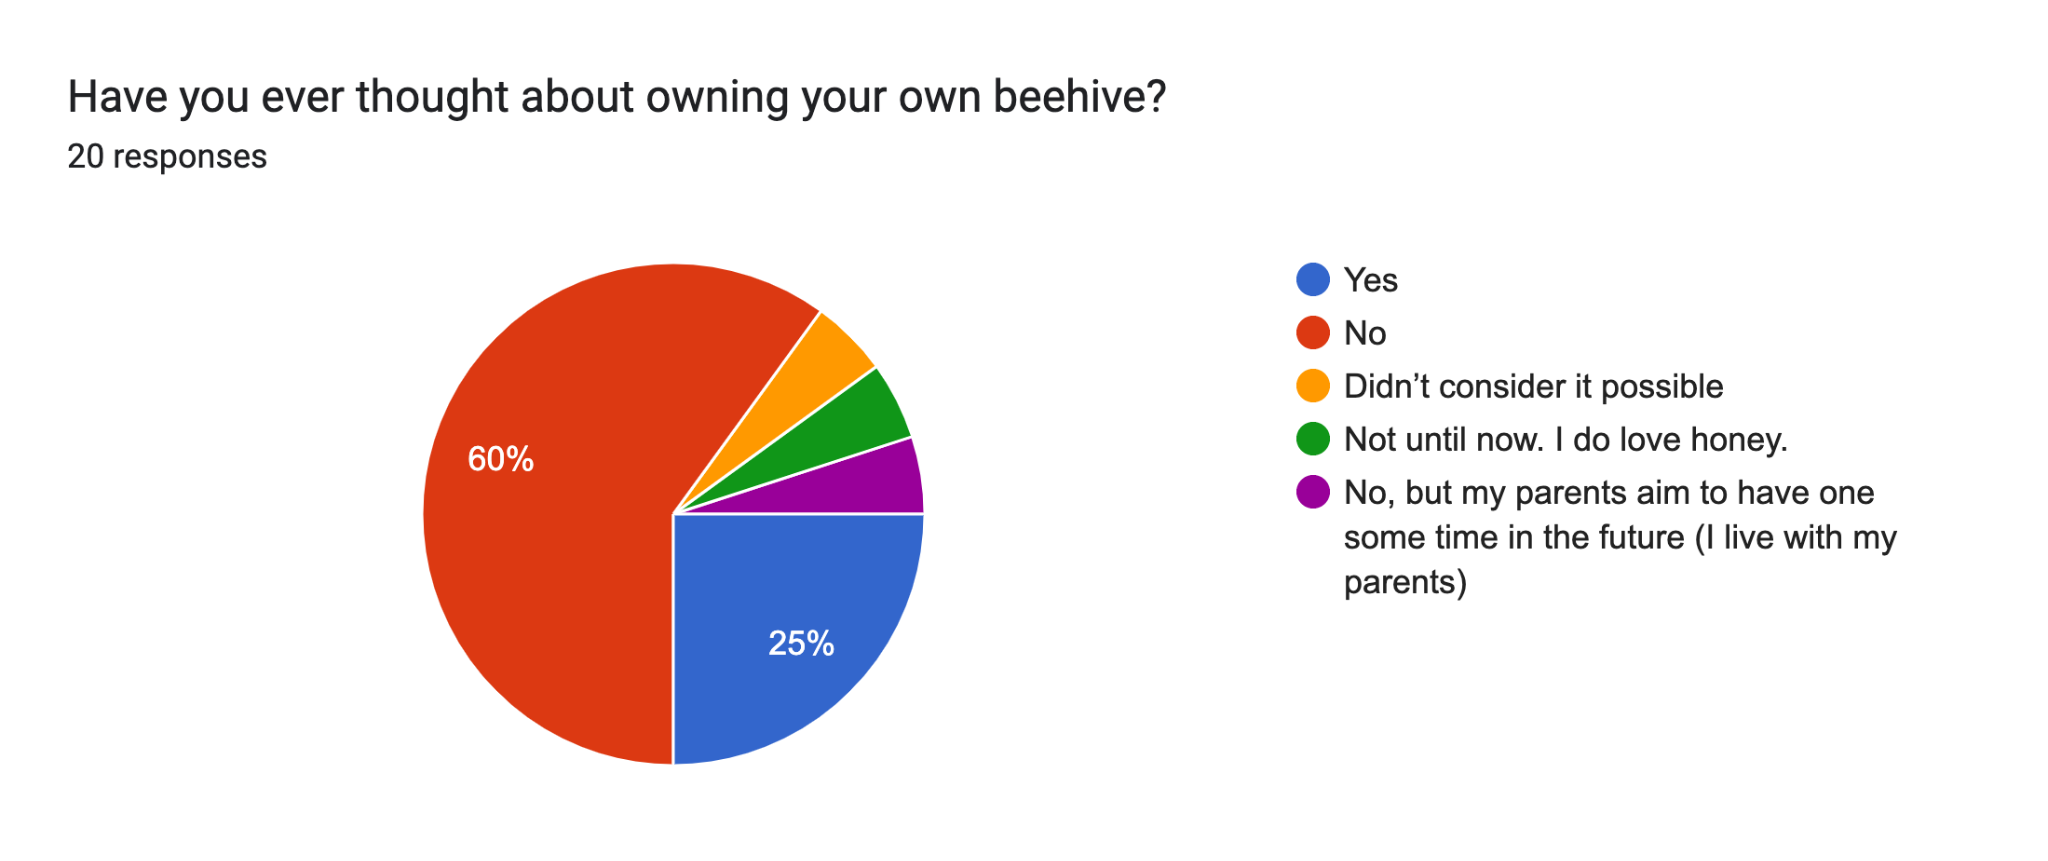 Have you ever thought about owning your own beehive?
20 responses
60%
25%
Yes
No
Didn’t consider it possible
Not until now. I do love honey.
No, but my parents aim to have one
some time in the future (I live with my
parents)